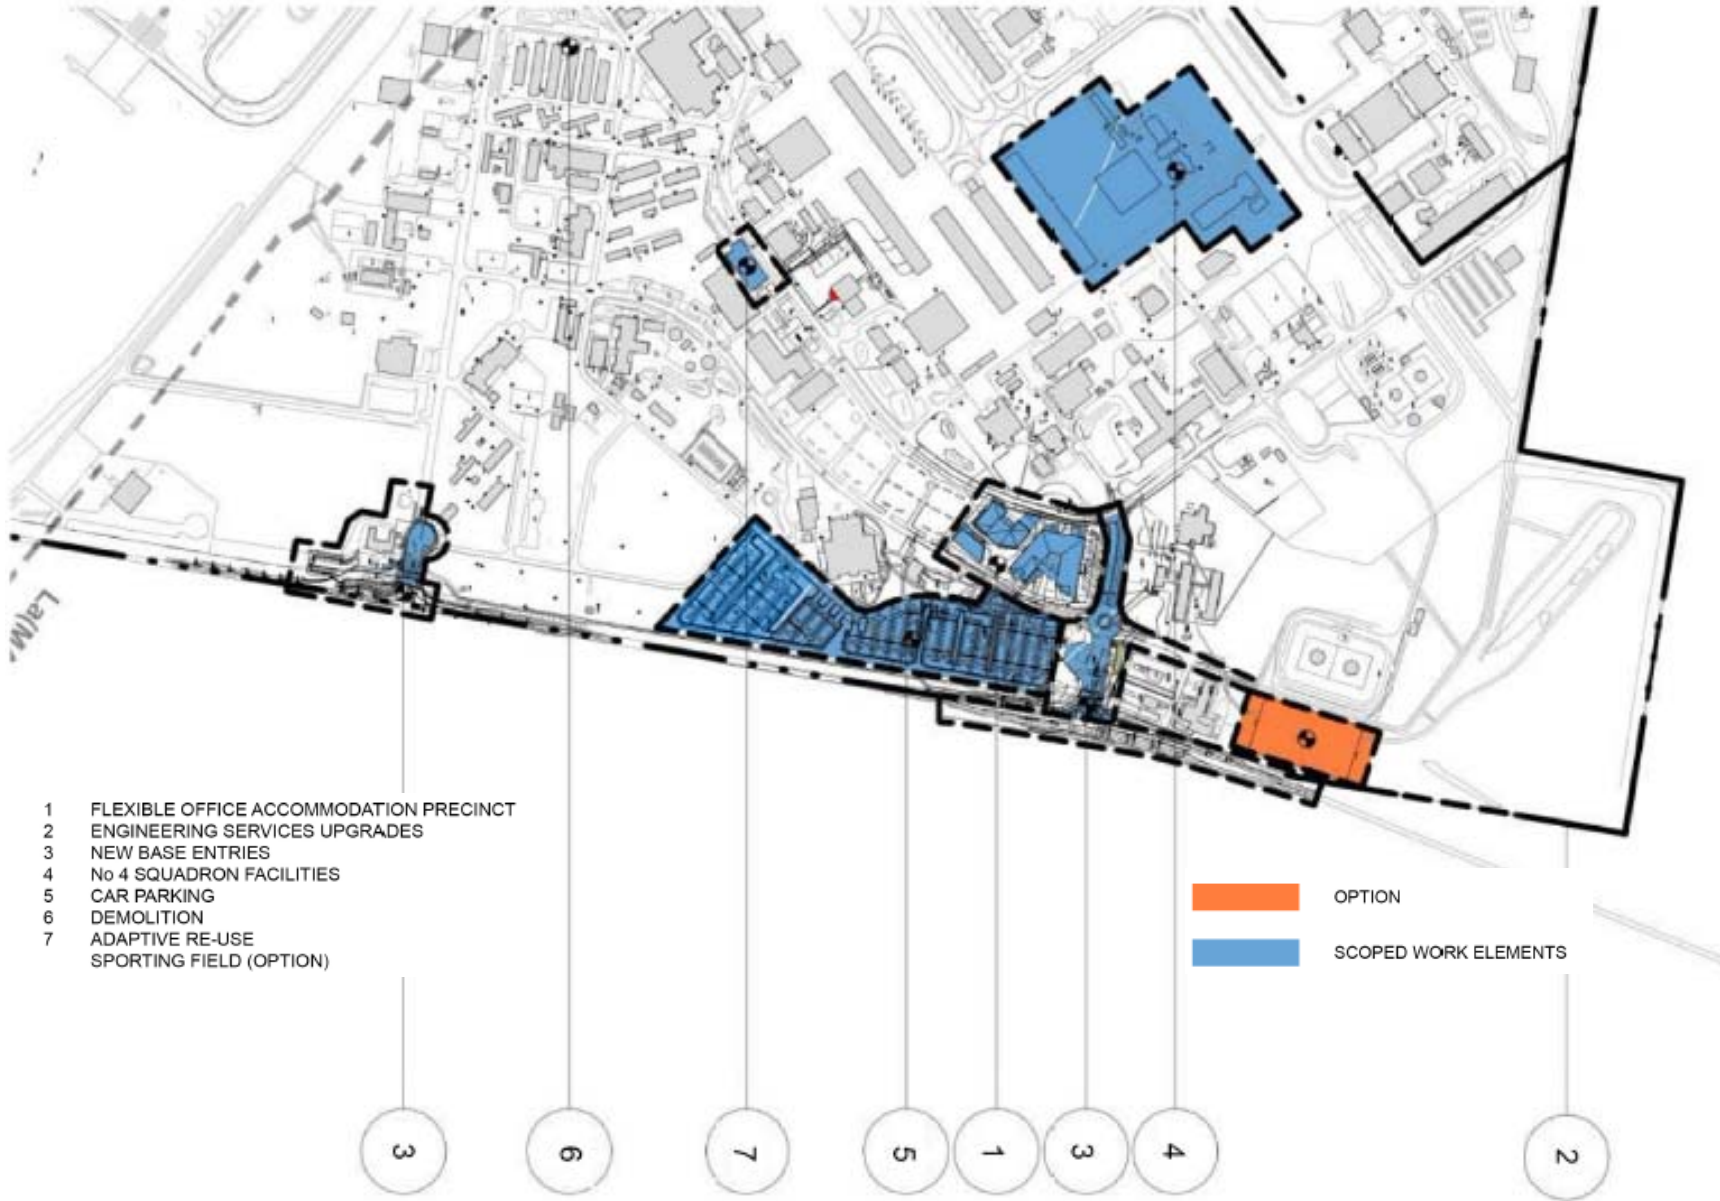 La(M
1 FLEXIBLE OFFICE ACCOMMODATION PRECINCT
2 ENGINEERING SERVICES UPGRADES
3 NEW BASE ENTRIES
4 No 4 SQUADRON FACILITIES
5 CAR PARKING
6 DEMOLITION
7 ADAPTIVE RE-USE
SPORTING FIELD (OPTION)
OPTION
SCOPED WORK ELEMENTS
3 6 7 5 1 3 4 2